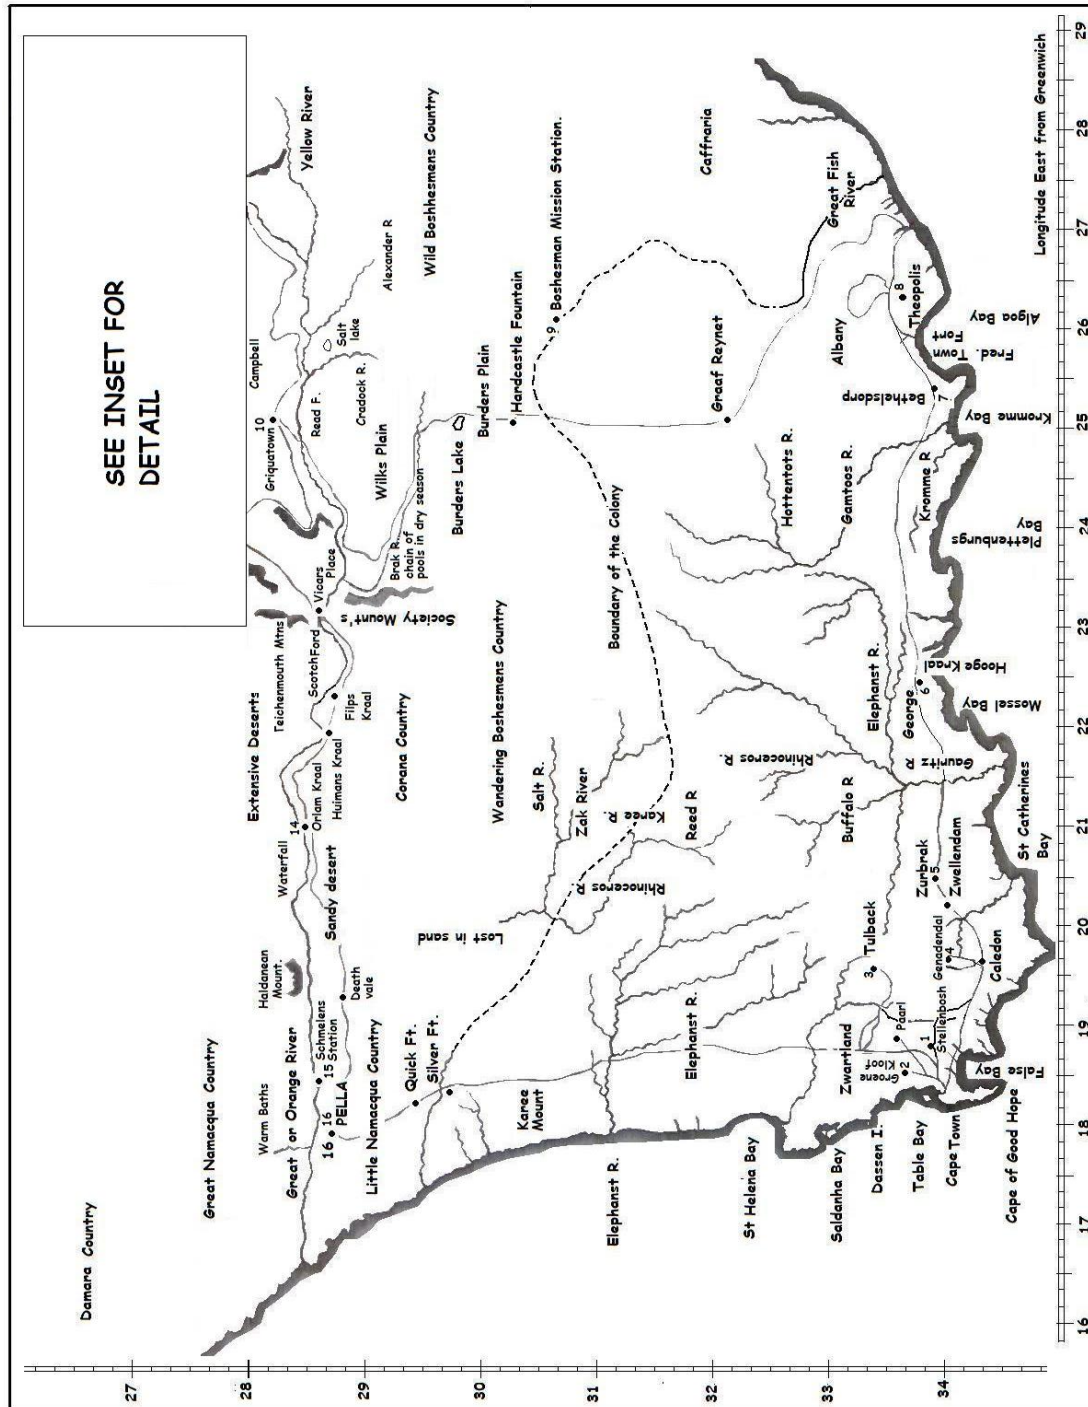 SEE INSET FOR
DETAIL
Damara Country
Great Namacqua Country
Extensive Deserts
Teichenmouth Mtns
Griquatown
10
Campbell
Yellow River
Warm Baths
Haldanean
Mount.
Waterfall
14
Orlam Kraal
Huimans Kraal
Scotch Ford
Filps
Kraal
Vicars
Place
Read F.
Salt
lake
Alexander R
Cradock R.
Wilks Plain
Wild Boshhesmens Country
Great or Orange River
15
Schmelens
Station
16
16
PELLA
Death
vale
Sandy desert
Corana Country
Society Mount's
Brak R.
chain of
pools in dry season
Burders Lake
Burders Plain
Hardcastle Fountain
9
Boshesman Mission Station.
Little Namacqua Country
Quick Ft.
Silver Ft.
Lost in sand
Wandering Boshesmens Country
Salt R.
Zak River
Karee
R.
Reed R
Rhinoceros R.
Boundary of the Colony
Caffraria
Karee
Mount
Elephanst R.
Elephanst R.
Elephanst R.
Rhinoceros R.
Buffalo R
Elephanst R.
Hottentots R.
Gamtoos R.
Graaf Reynet
Great Fish
River
Albany
8
Theopolis
St Helena Bay
Saldanha Bay
Dassen I.
Table Bay
Cape Town
Cape of Good Hope
Zwartland
Groene
Kloof
2
Paarl
1
Stellenbosh
3
Tulback
Genadendal
4
Caledon
Zurbrak
5
Zwellendam
Gauritz
R
George
6
Hooge Kraal
Kromme R
Bethelsdorp
7
Fort
Fred. Town
Talse Bay
St Catherines
Bay
Mossel Bay
Plettenburgs
Bay
Kromme Bay
Algoa Bay
Longitude East from Greenwich
27
28
29
30
31
32
33
34
16
17
18
19
20
21
22
23
24
25
26
27
28
29